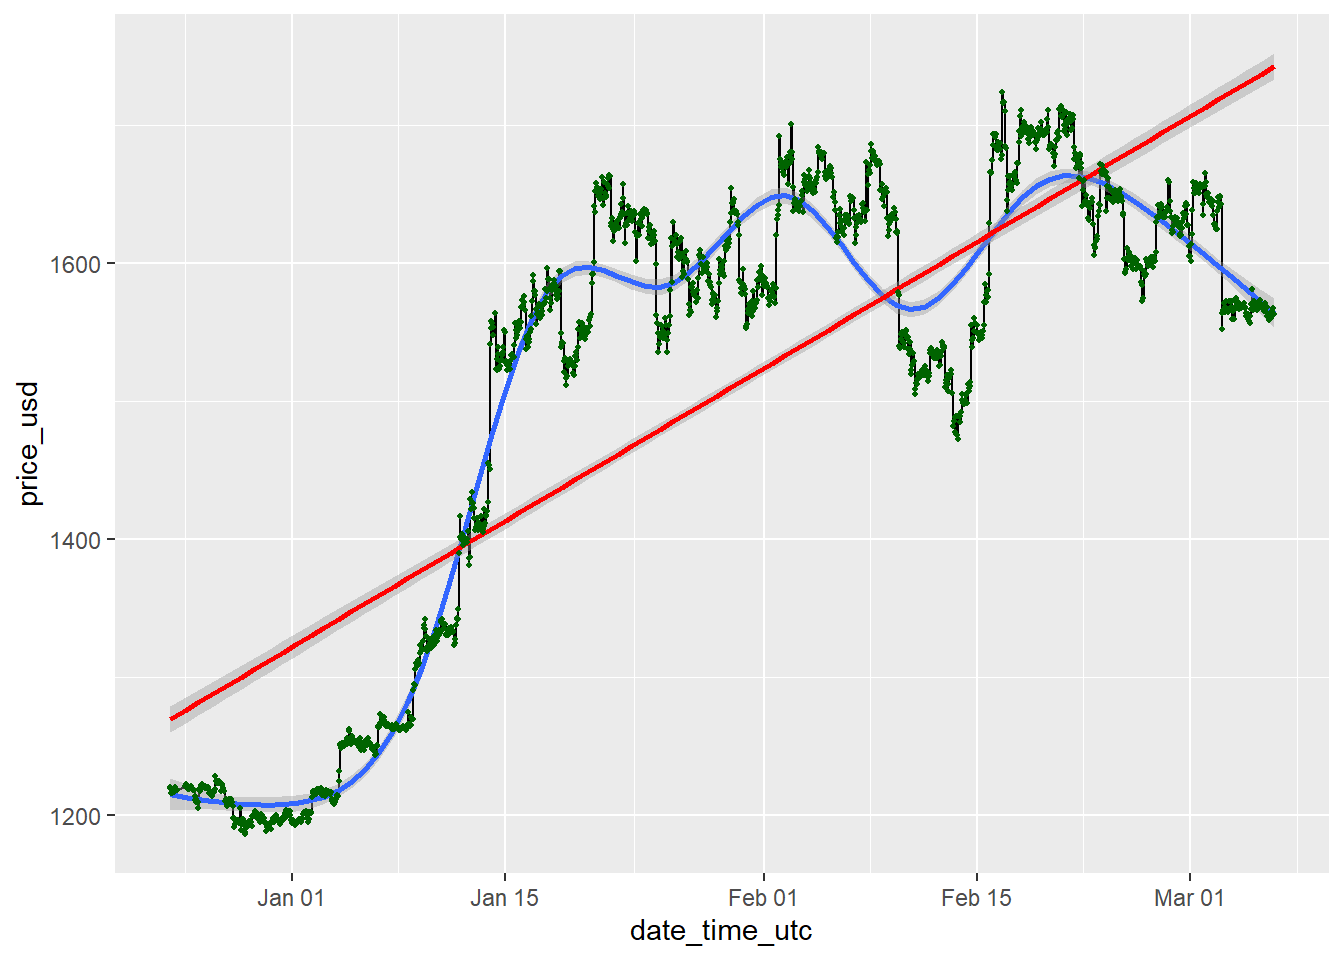 price_usd
1600
1400
1200
Jan 01
Jan 15
Feb 01
Feb 15
Mar 01
date_time_utc